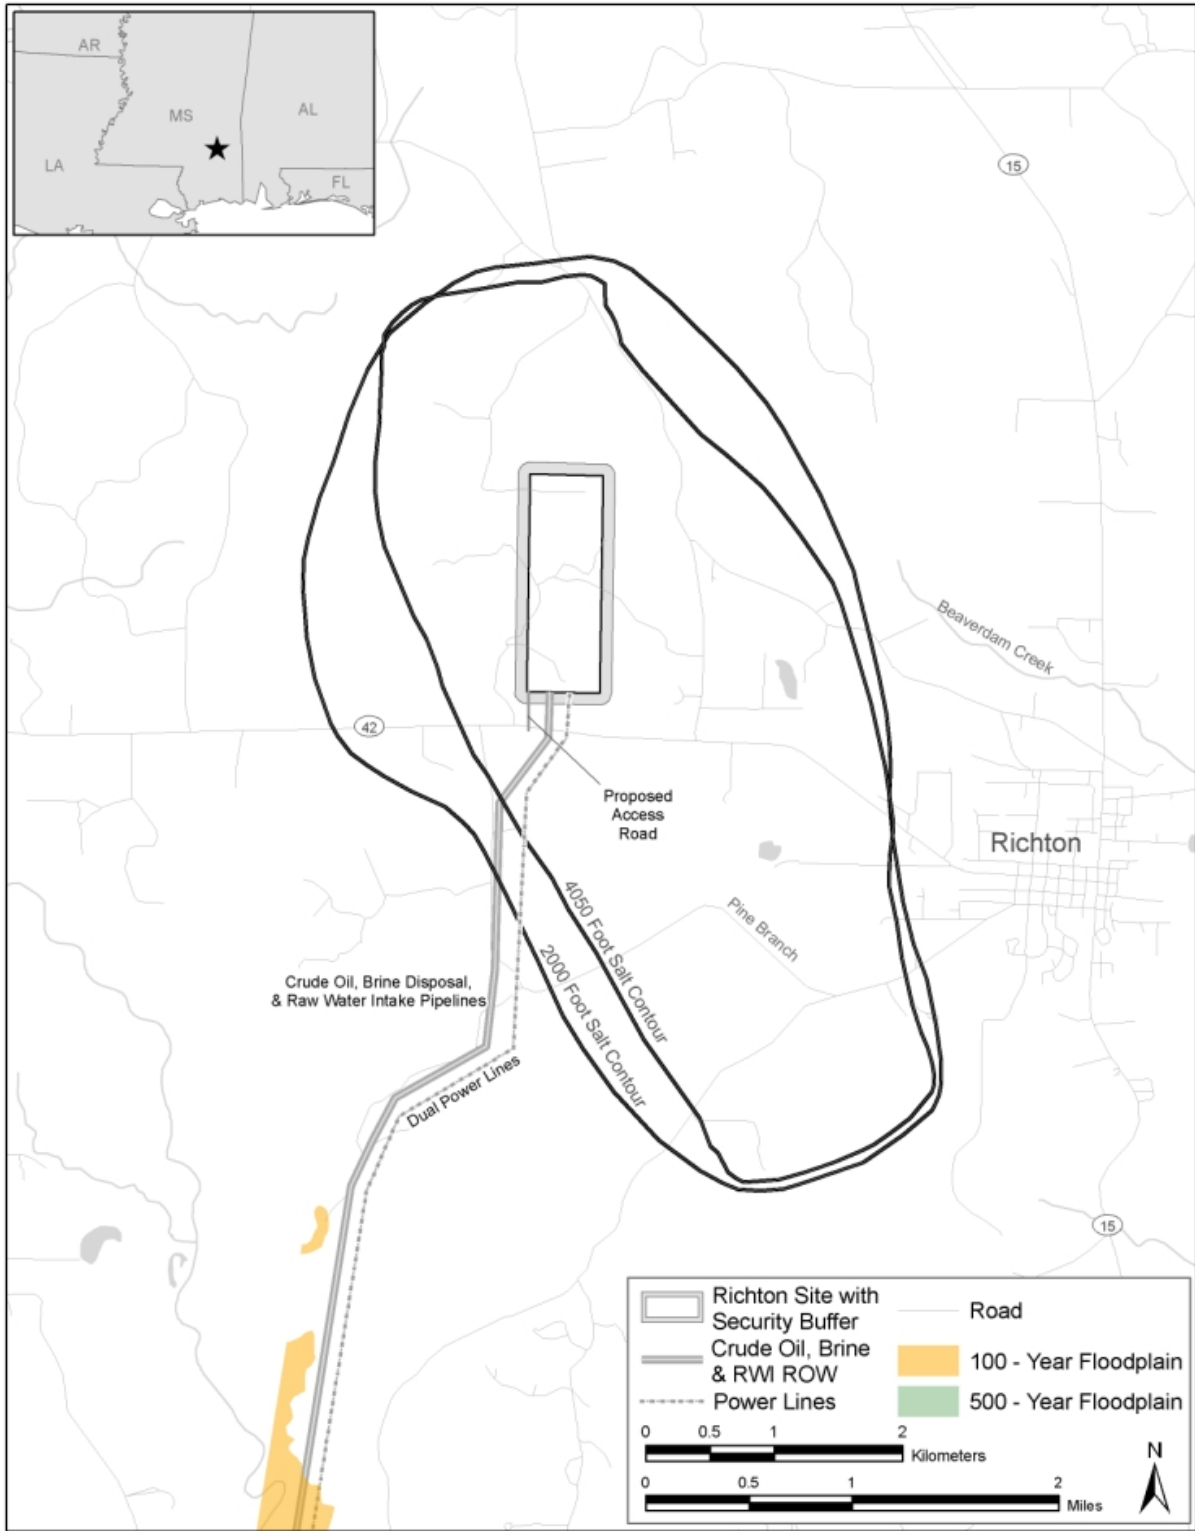 AR
MS
AL
LA
FL
15
42
Beaverdam Creek
Proposed
Access
Road
Richton
4050 Foot Salt Contour
2000 Foot Salt Contour
Pine Branch
Crude Oil, Brine Disposal,
& Raw Water Intake Pipelines
Dual Power Lines
15
Richton Site with
Security Buffer
Crude Oil, Brine
& RWI ROW
Power Lines
Road
100 - Year Floodplain
500 - Year Floodplain
0 0.5 1 2
Kilometers
0 0.5 1 2
Miles
N